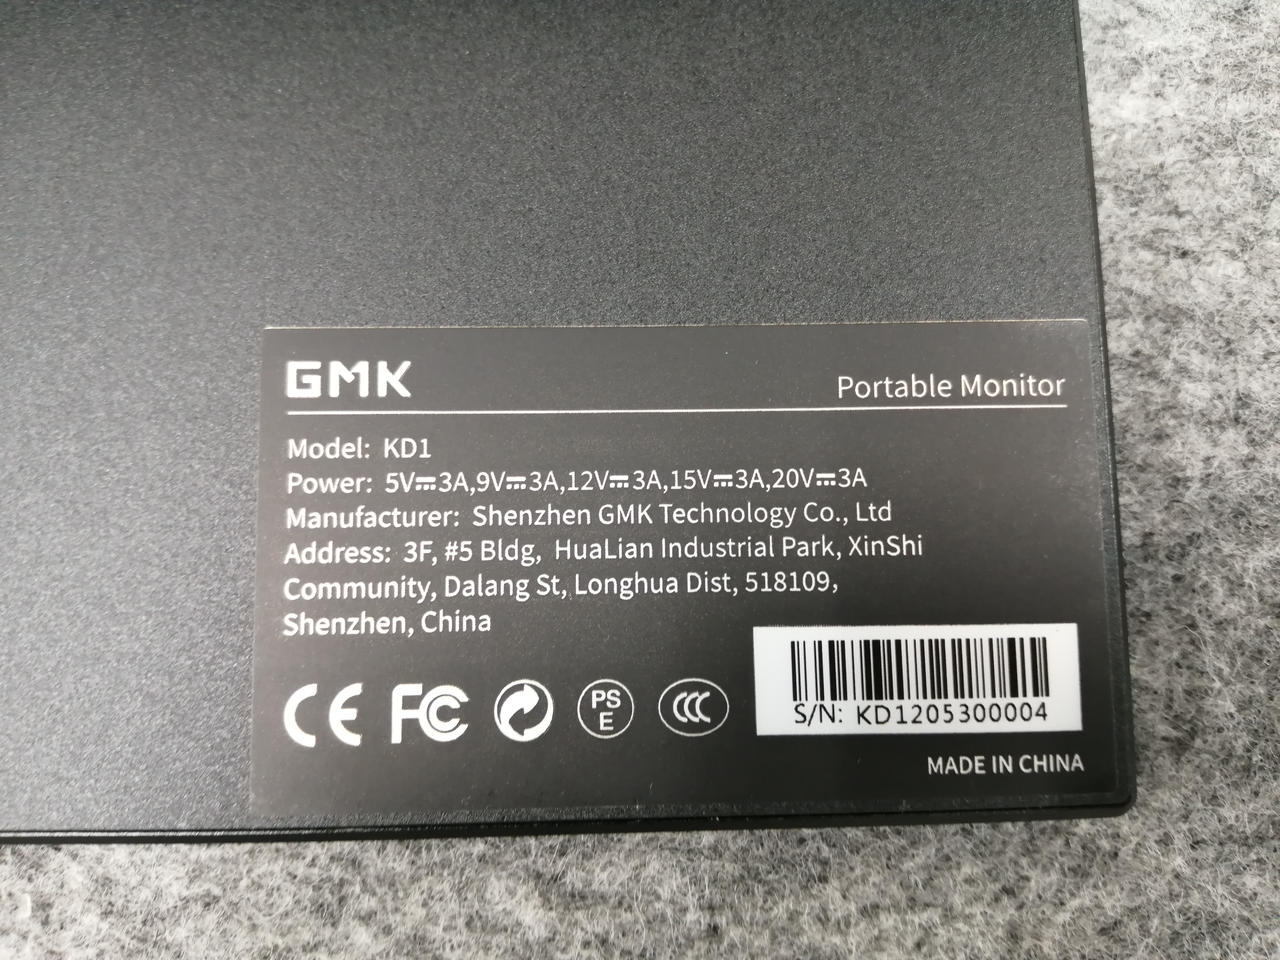 GMK
Portable Monitor
Model: KD1
Power: 5V⎓3A,9V⎓3A,12V⎓3A,15V⎓3A,20V⎓3A
Manufacturer: Shenzhen GMK Technology Co., Ltd
Address: 3F, #5 Bldg, HuaLian Industrial Park, XinShi
Community, Dalang St, Longhua Dist, 518109,
Shenzhen, China
CE FC PS E CCC
S/N: KD1205300004
MADE IN CHINA